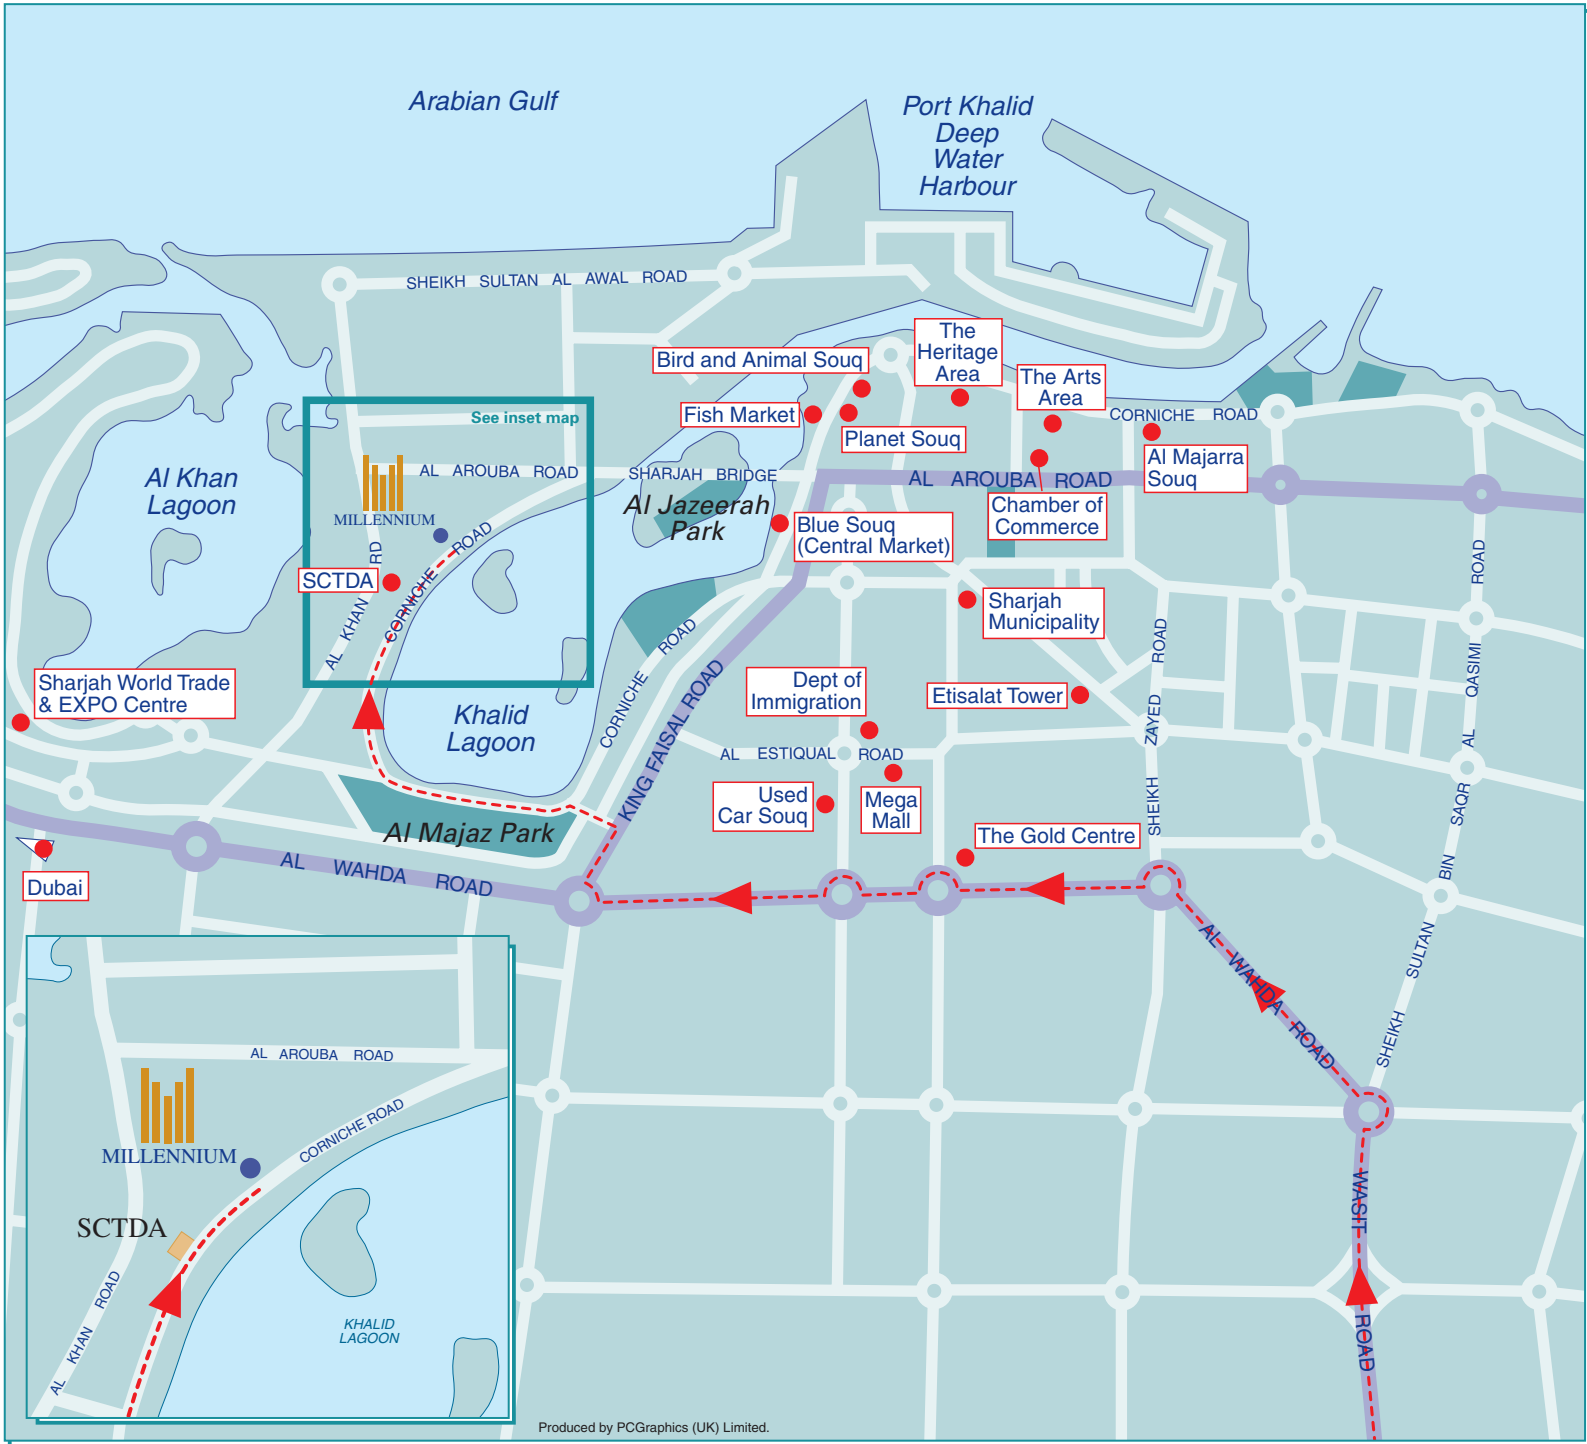 Arabian Gulf
Port Khalid
Deep
Water
Harbour
SHEIKH SULTAN AL AWAL ROAD
The
Heritage
Area
Bird and Animal Souq
The Arts
Area
Fish Market
Planet Souq
CORNICHE ROAD
See inset map
Al Majarra
Souq
Al Khan
Lagoon
AL AROUBA ROAD
SHARJAH BRIDGE
AL AROUBA ROAD
Al Jazeerah
Park
Chamber of
Commerce
MILLENNIUM
Blue Souq
(Central Market)
CORNICHE ROAD
SCTDA
AL KHAN RD
Sharjah
Municipality
CORNICHE ROAD
KING FAISAL ROAD
SHEIKH ZAYED ROAD
SHEIKH SULTAN BIN SAQR AL QASIMI ROAD
Sharjah World Trade
& EXPO Centre
Dept of
Immigration
Etisalat Tower
Khalid
Lagoon
AL ESTIQUAL ROAD
Used
Car Souq
Mega
Mall
Al Majaz Park
The Gold Centre
Dubai
AL WAHDA ROAD
AL WAHDA ROAD
WASIT ROAD
AL AROUBA ROAD
CORNICHE ROAD
MILLENNIUM
SCTDA
AL KHAN ROAD
KHALID
LAGOON
Produced by PCGraphics (UK) Limited.